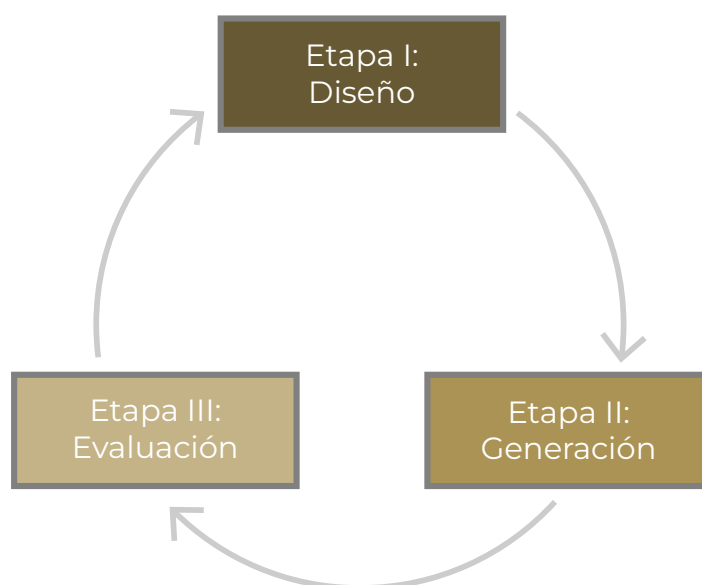 Etapa I:
Diseño
Etapa II:
Generación
Etapa III:
Evaluación